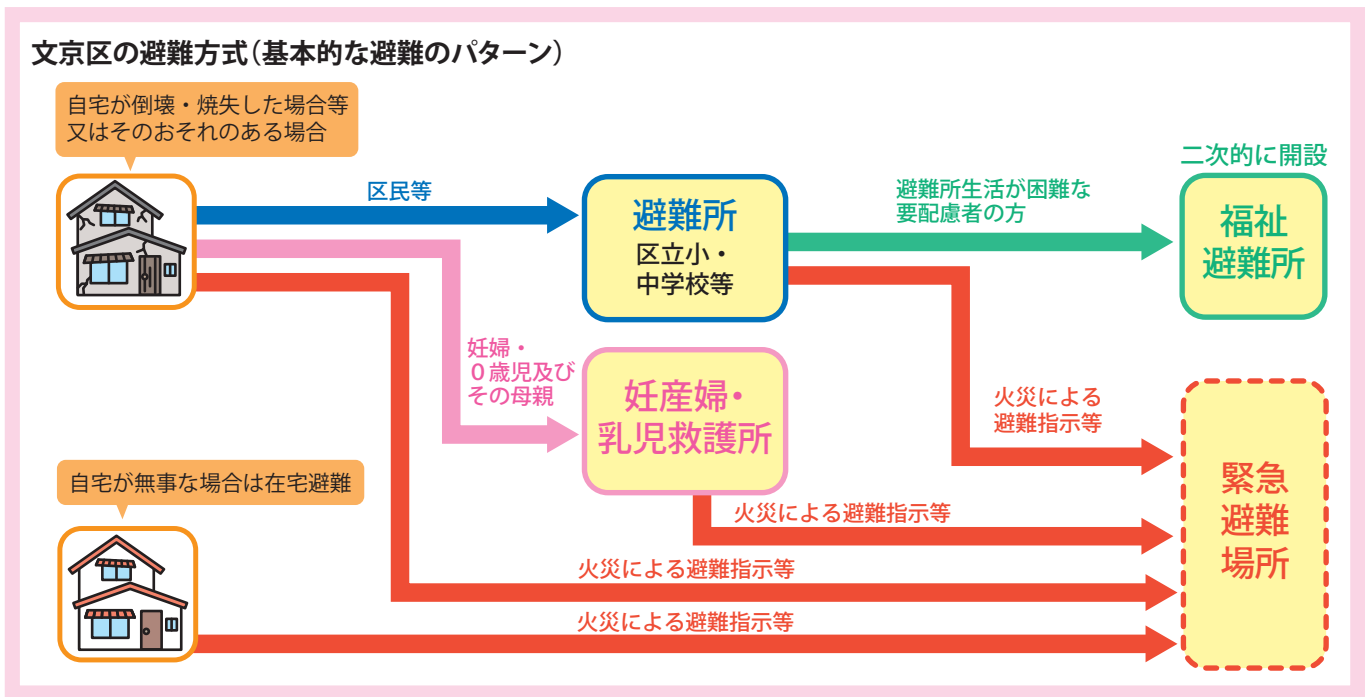 文京区の避難方式(基本的な避難のパターン)
自宅が倒壊・焼失した場合等
又はそのおそれのある場合
区民等
避難所
区立小・
中学校等
避難所生活が困難な
要配慮者の方
二次的に開設
福祉
避難所
妊婦・
0歳児及び
その母親
妊産婦・
乳児救護所
火災による
避難指示等
緊急
避難
場所
自宅が無事な場合は在宅避難
火災による避難指示等
火災による避難指示等
火災による避難指示等